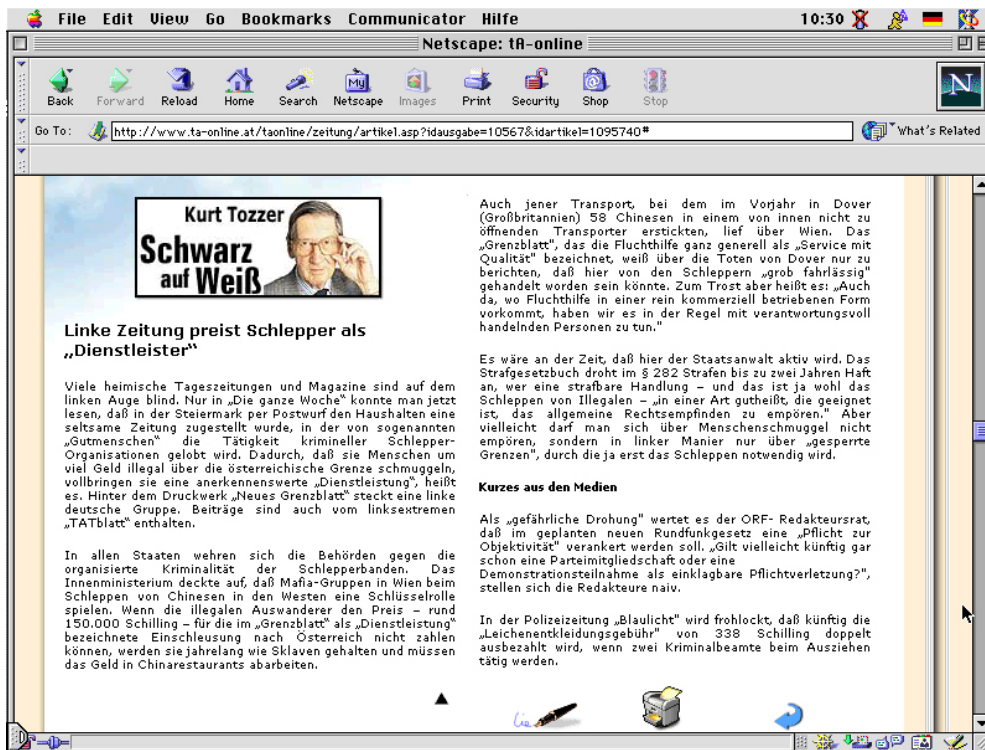 File Edit View Go Bookmarks Communicator Hilfe 10:30
Netscape: tA-online
Back Forward Reload Home Search Netscape Images Print Security Shop Stop
My
N
Go To: http://www.ta-online.at/taonline/zeitung/artikel.asp?idausgabe=10567&idartikel=1095740# What's Related
Kurt Tozzer
Schwarz
auf Weiß
Linke Zeitung preist Schlepper als
„Dienstleister“
Viele heimische Tageszeitungen und Magazine sind auf dem
linken Auge blind. Nur in „Die ganze Woche“ konnte man jetzt
lesen, daß in der Steiermark per Postwurf den Haushalten eine
seltsame Zeitung zugestellt wurde, in der von sogenannten
„Gutmenschen“ die Tätigkeit krimineller Schlepper-
Organisationen gelobt wird. Dadurch, daß sie Menschen um
viel Geld illegal über die österreichische Grenze schmuggeln,
vollbringen sie eine anerkennenswerte „Dienstleistung“, heißt
es. Hinter dem Druckwerk „Neues Grenzblatt“ steckt eine linke
deutsche Gruppe. Beiträge sind auch vom linksextremen
„TATblatt“ enthalten.
In allen Staaten wehren sich die Behörden gegen die
organisierte Kriminalität der Schlepperbanden. Das
Innenministerium deckte auf, daß Mafia-Gruppen in Wien beim
Schleppen von Chinesen in den Westen eine Schlüsselrolle
spielen. Wenn die illegalen Auswanderer den Preis – rund
150.000 Schilling – für die im „Grenzblatt“ als „Dienstleistung“
bezeichnete Einschleusung nach Österreich nicht zahlen
können, werden sie jahrelang wie Sklaven gehalten und müssen
das Geld in Chinarestaurants abarbeiten.
Auch jener Transport, bei dem im Vorjahr in Dover
(Großbritannien) 58 Chinesen in einem von innen nicht zu
öffnenden Transporter erstickten, lief über Wien. Das
„Grenzblatt", das die Fluchthilfe ganz generell als „Service mit
Qualität" bezeichnet, weiß über die Toten von Dover nur zu
berichten, daß hier von den Schleppern „grob fahrlässig"
gehandelt worden sein könnte. Zum Trost aber heißt es: „Auch
da, wo Fluchthilfe in einer rein kommerziell betriebenen Form
vorkommt, haben wir es in der Regel mit verantwortungsvoll
handelnden Personen zu tun."
Es wäre an der Zeit, daß hier der Staatsanwalt aktiv wird. Das
Strafgesetzbuch droht im § 282 Strafen bis zu zwei Jahren Haft
an, wer eine strafbare Handlung – und das ist ja wohl das
Schleppen von Illegalen – „in einer Art gutheißt, die geeignet
ist, das allgemeine Rechtsempfinden zu empören." Aber
vielleicht darf man sich über Menschenschmuggel nicht
empören, sondern in linker Manier nur über „gesperrte
Grenzen", durch die ja erst das Schleppen notwendig wird.
Kurzes aus den Medien
Als „gefährliche Drohung" wertet es der ORF- Redakteursrat,
daß im geplanten neuen Rundfunkgesetz eine „Pflicht zur
Objektivität" verankert werden soll. „Gilt vielleicht künftig gar
schon eine Parteimitgliedschaft oder eine
Demonstrationsteilnahme als einklagbare Pflichtverletzung?",
stellen sich die Redakteure naiv.
In der Polizeizeitung „Blaulicht" wird frohlockt, daß künftig die
„Leichenentkleidungsgebühr" von 338 Schilling doppelt
ausbezahlt wird, wenn zwei Kriminalbeamte beim Ausziehen
tätig werden.